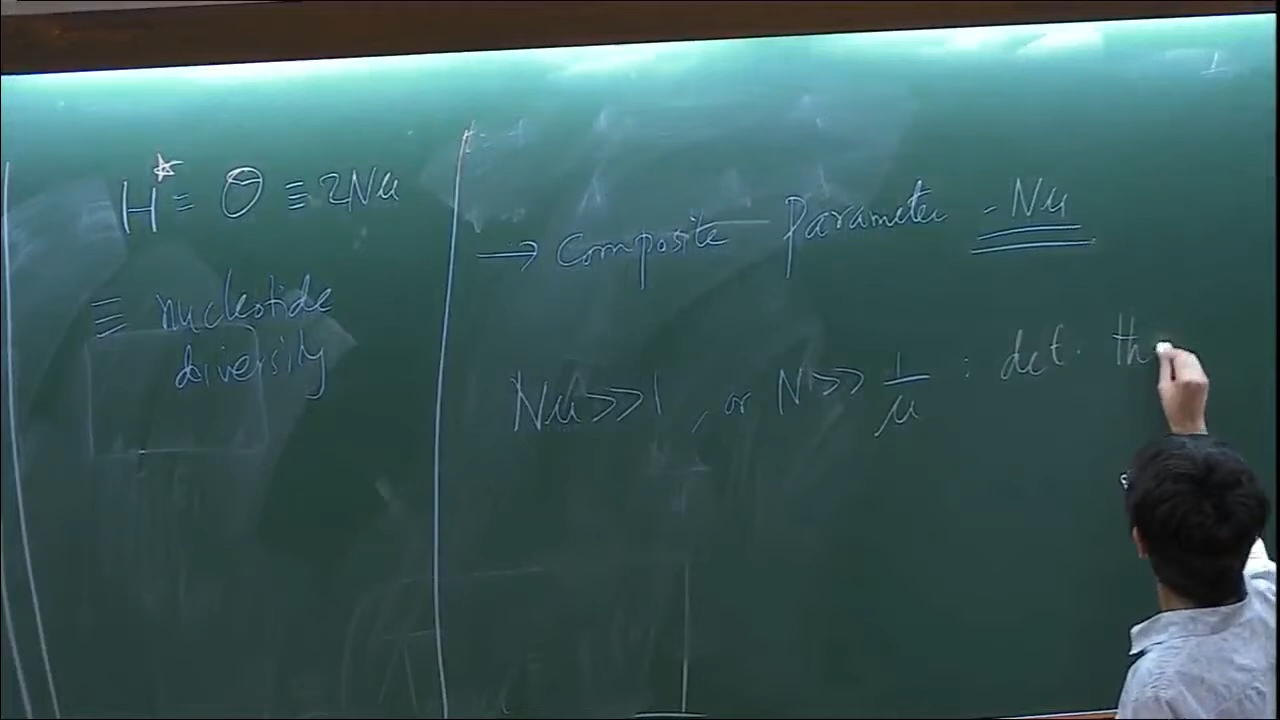 H* ≡ Θ ≡ 2Nμ
≡ nucleotide
diversity
→ Composite Parameter - Nμ
Nμ >> 1 , or N >> 1/μ : det. th